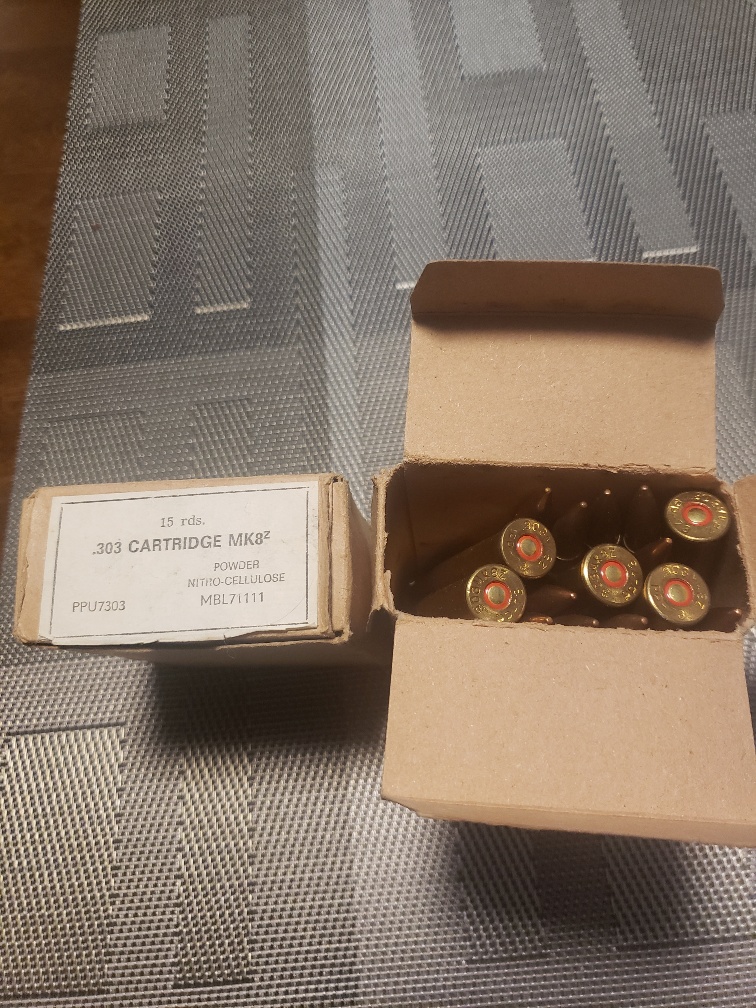 15 rds.
.303 CARTRIDGE MK8ᶻ
POWDER
NITRO-CELLULOSE
PPU7303 MBL71111